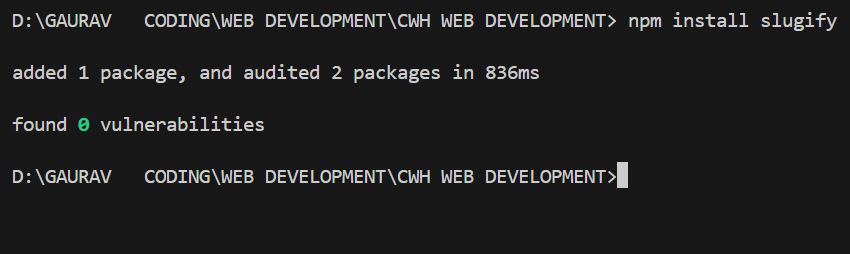 D:\GAURAV   CODING\WEB DEVELOPMENT\CWH WEB DEVELOPMENT> npm install slugify
added 1 package, and audited 2 packages in 836ms
found 0 vulnerabilities
D:\GAURAV   CODING\WEB DEVELOPMENT\CWH WEB DEVELOPMENT>